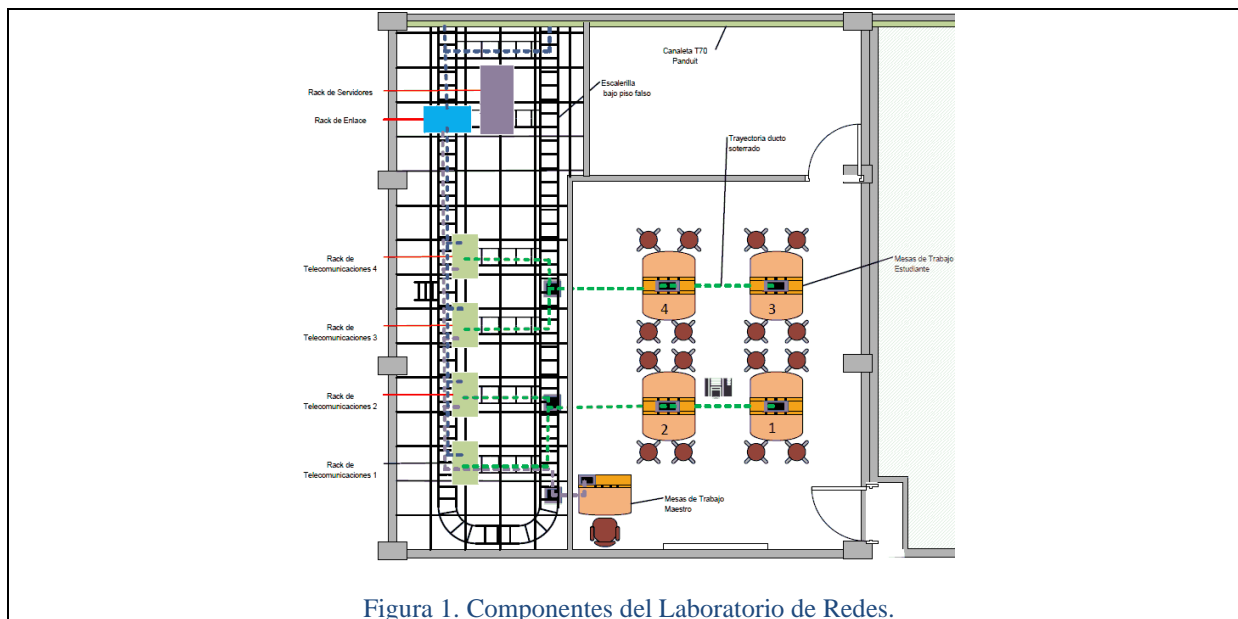 Canaleta T70
Panduit
Rack de Servidores
Escalerilla
bajo piso falso
Rack de Enlace
Trayectoria ducto
soterrado
Rack de
Telecomunicaciones 4
Mesas de Trabajo
Estudiante
4
3
Rack de
Telecomunicaciones 3
Rack de
Telecomunicaciones 2
2
1
Rack de
Telecomunicaciones 1
Mesas de Trabajo
Maestro
Figura 1. Componentes del Laboratorio de Redes.